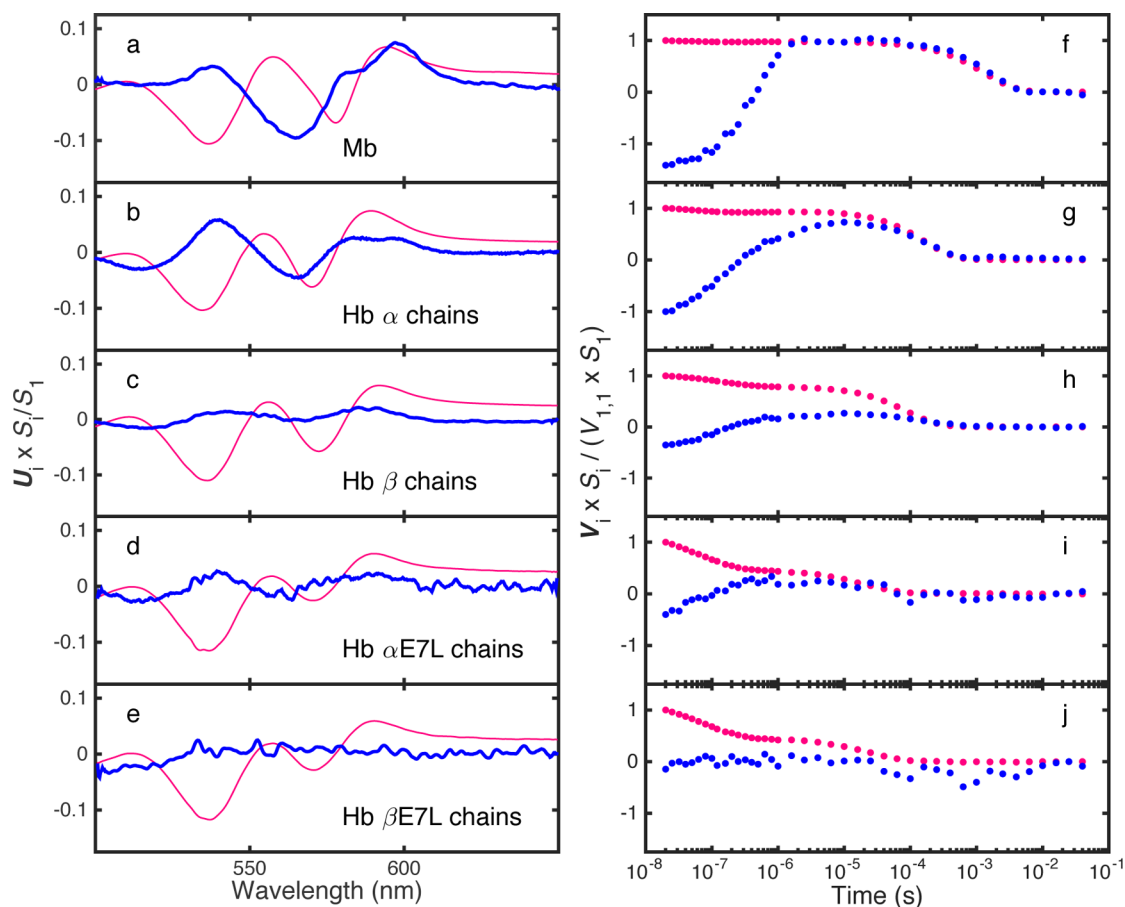 0.1
0
-0.1
a
Mb
0.1
0
-0.1
b
Hb α chains
0.1
0
-0.1
c
Hb β chains
0.1
0
-0.1
d
Hb αE7L chains
0.1
0
-0.1
e
Hb βE7L chains
550
600
Wavelength (nm)
U_i x S_i/S_1
1
0
-1
f
1
0
-1
g
1
0
-1
h
1
0
-1
i
1
0
-1
j
10^-8 10^-7 10^-6 10^-5 10^-4 10^-3 10^-2 10^-1
Time (s)
V_i x S_i / (V_1,1 x S_1)